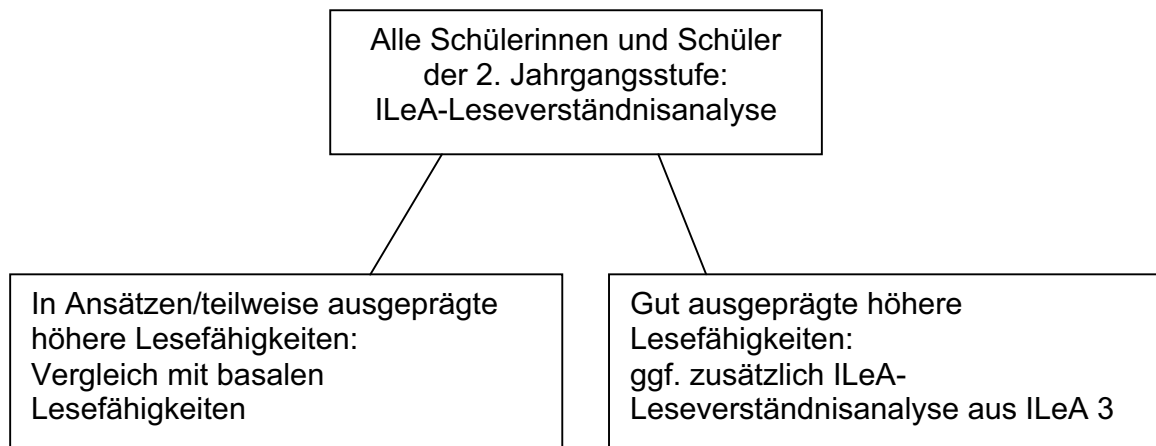 Alle Schülerinnen und Schüler
der 2. Jahrgangsstufe:
ILeA-Leseverständnisanalyse
In Ansätzen/teilweise ausgeprägte
höhere Lesefähigkeiten:
Vergleich mit basalen
Lesefähigkeiten
Gut ausgeprägte höhere
Lesefähigkeiten:
ggf. zusätzlich ILeA-
Leseverständnisanalyse aus ILeA 3